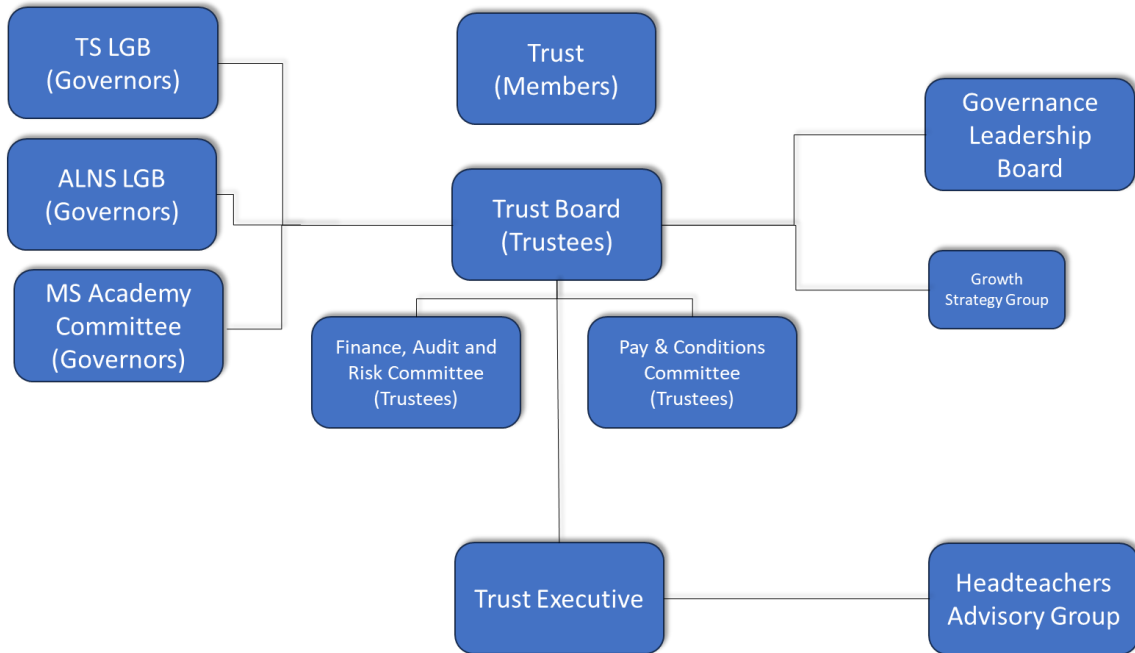 TS LGB
(Governors)
Trust
(Members)
Governance
Leadership
Board
ALNS LGB
(Governors)
Trust Board
(Trustees)
MS Academy
Committee
(Governors)
Growth
Strategy Group
Finance, Audit and
Risk Committee
(Trustees)
Pay & Conditions
Committee
(Trustees)
Trust Executive
Headteachers
Advisory Group